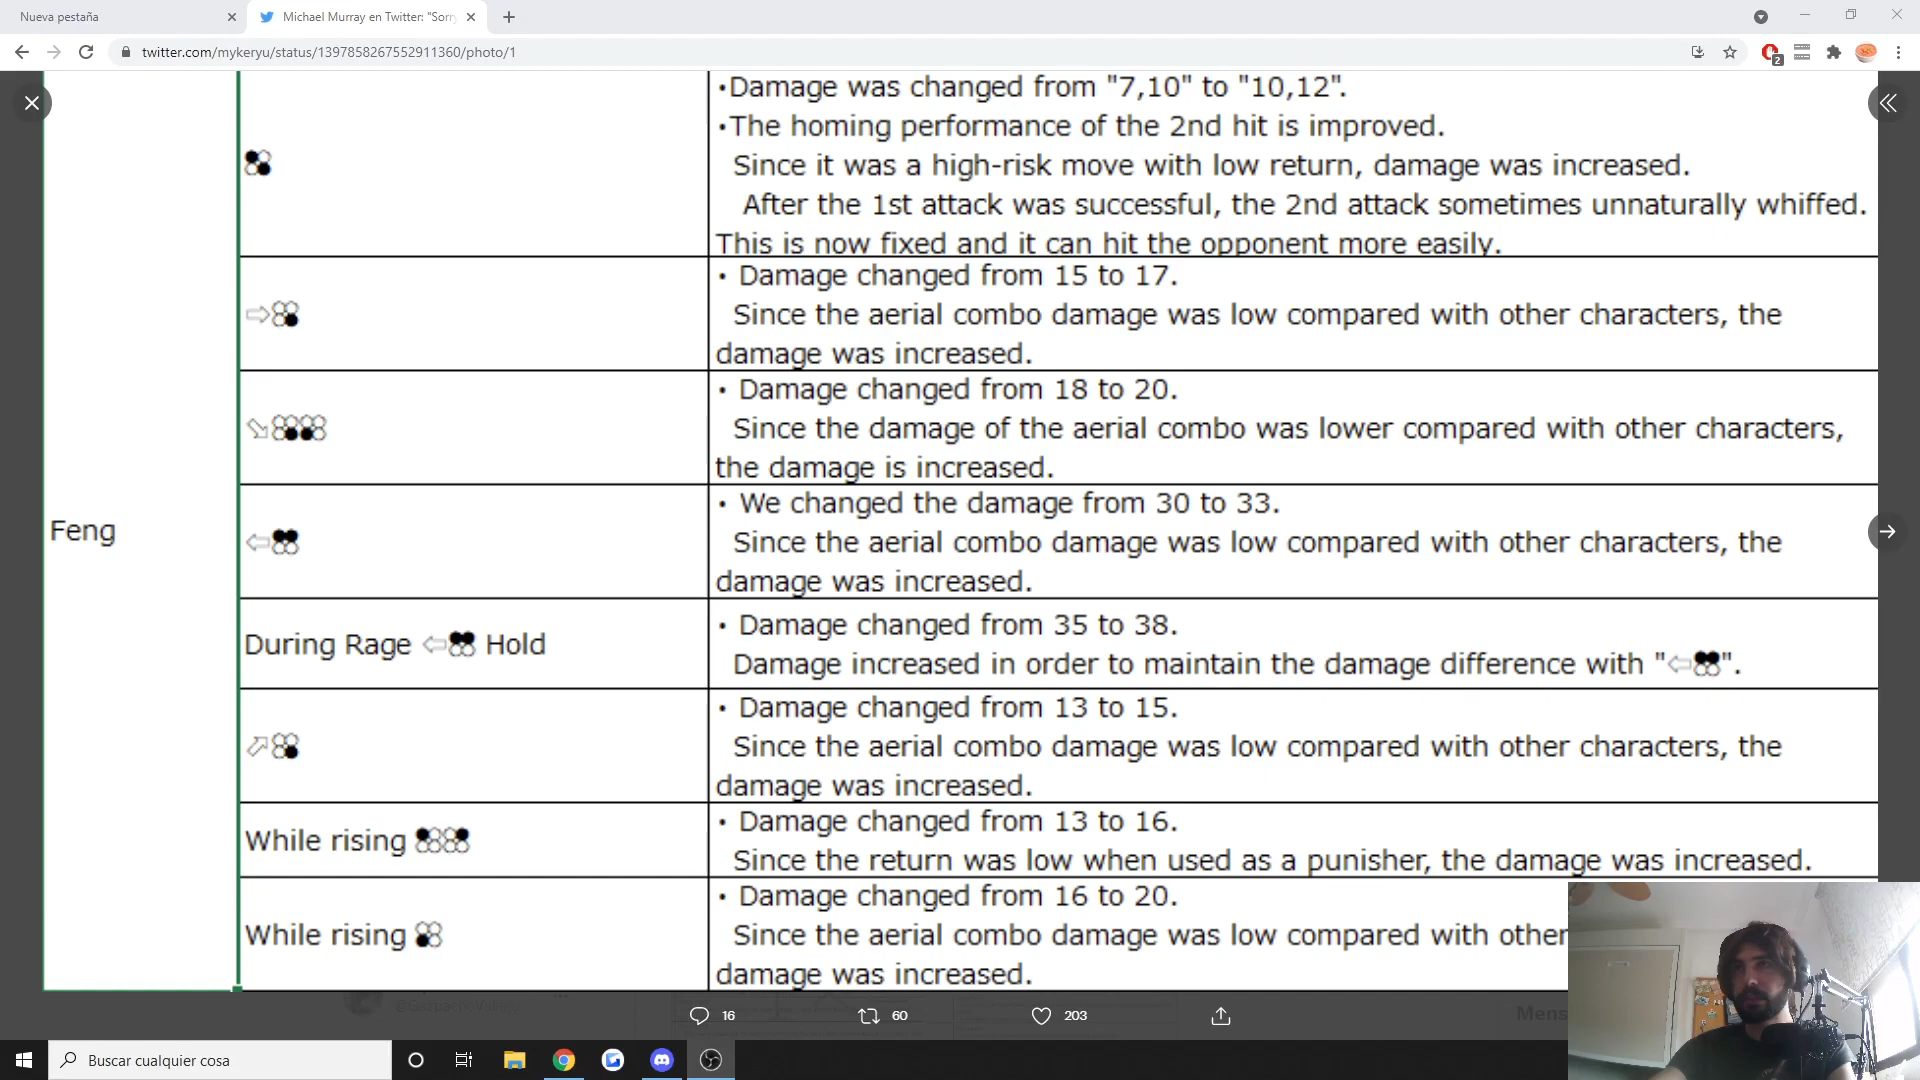 Nueva pestaña
Michael Murray en Twitter: "Sorry
twitter.com/mykeryu/status/1397858267552911360/photo/1
2
•Damage was changed from "7,10" to "10,12".
•The homing performance of the 2nd hit is improved.
Since it was a high-risk move with low return, damage was increased.
After the 1st attack was successful, the 2nd attack sometimes unnaturally whiffed.
This is now fixed and it can hit the opponent more easily.
⇨
• Damage changed from 15 to 17.
Since the aerial combo damage was low compared with other characters, the
damage was increased.
• Damage changed from 18 to 20.
Since the damage of the aerial combo was lower compared with other characters,
the damage is increased.
Feng
⇦
• We changed the damage from 30 to 33.
Since the aerial combo damage was low compared with other characters, the
damage was increased.
During Rage ⇦ Hold
• Damage changed from 35 to 38.
Damage increased in order to maintain the damage difference with "⇦".
• Damage changed from 13 to 15.
Since the aerial combo damage was low compared with other characters, the
damage was increased.
While rising
• Damage changed from 13 to 16.
Since the return was low when used as a punisher, the damage was increased.
While rising
• Damage changed from 16 to 20.
Since the aerial combo damage was low compared with other
damage was increased.
16
60
203
Mens
Buscar cualquier cosa